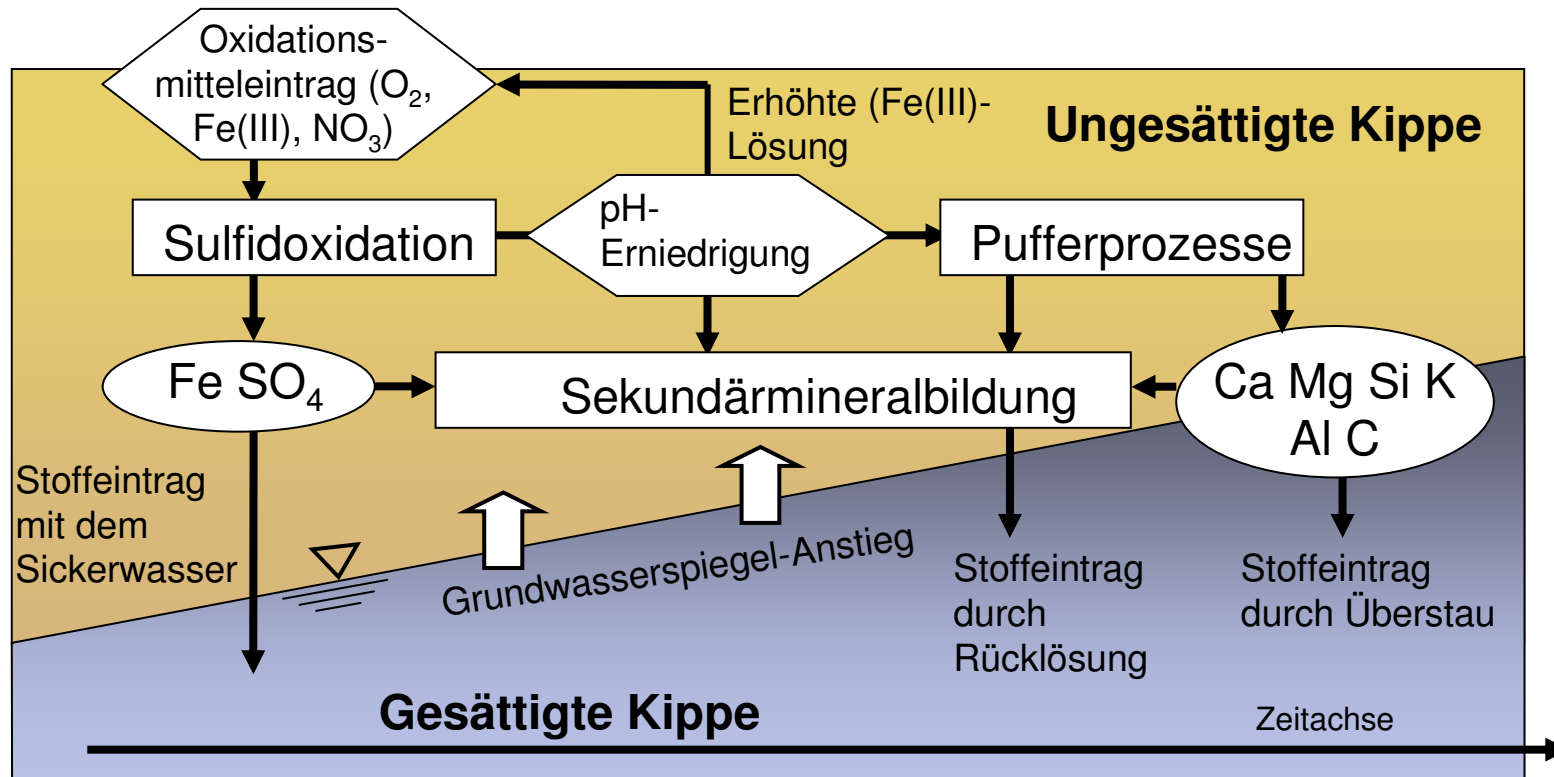 Oxidations-
mitteleintrag (O₂,
Fe(III), NO₃)
Erhöhte (Fe(III)-
Lösung
Ungesättigte Kippe
Sulfidoxidation
pH-
Erniedrigung
Pufferprozesse
Fe SO₄
Sekundärmineralbildung
Ca Mg Si K
Al C
Stoffeintrag
mit dem
Sickerwasser
Grundwasserspiegel-Anstieg
Stoffeintrag
durch
Rücklösung
Stoffeintrag
durch Überstau
Gesättigte Kippe
Zeitachse